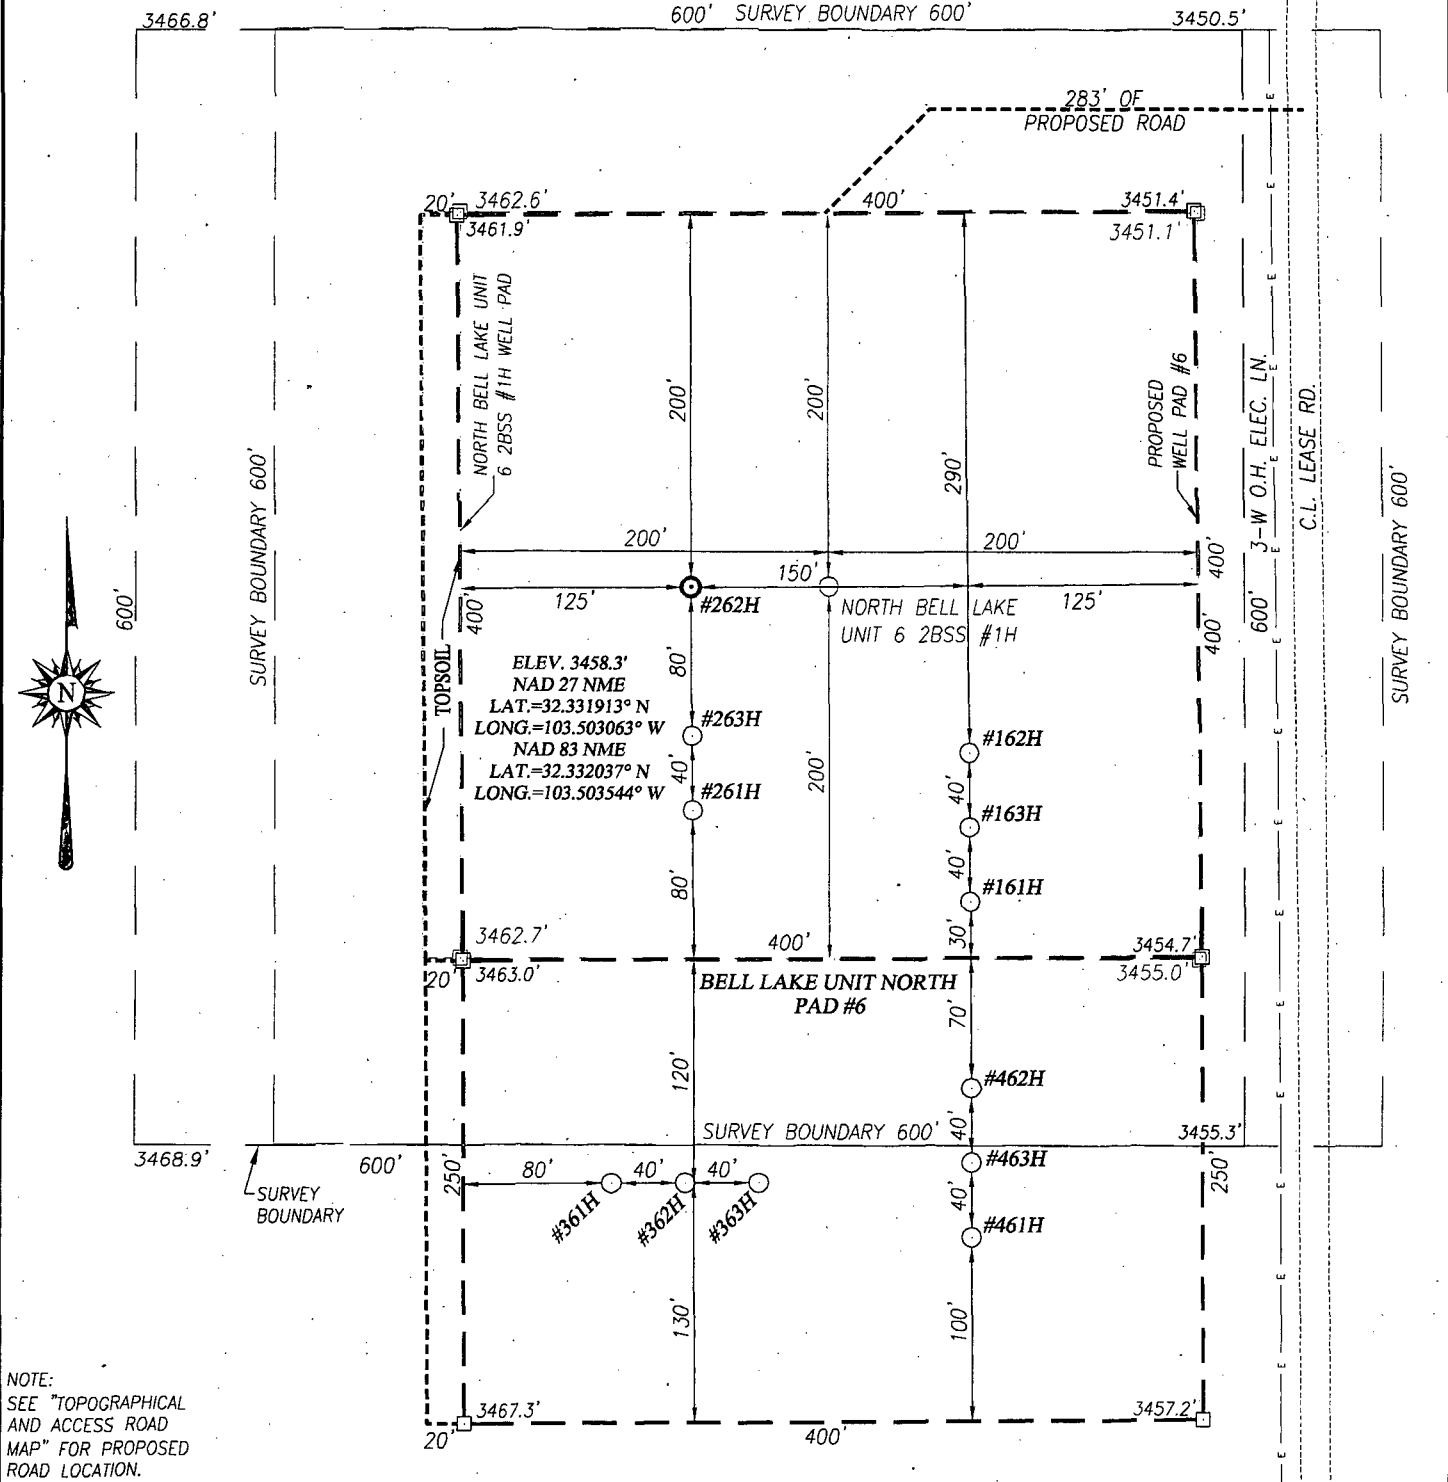 600' SURVEY BOUNDARY 600'
3466.8'
3450.5'
283' OF
PROPOSED ROAD
20'
3462.6'
400'
3451.4'
3461.9'
3451.1'
NORTH BELL LAKE UNIT
6 2BSS #1H WELL PAD
PROPOSED
WELL PAD #6
3-W O.H. ELEC. LN.
C.L. LEASE RD.
E
E
E
E
E
E
E
E
E
E
E
E
E
E
SURVEY BOUNDARY 600'
600'
200'
200'
290'
200'
200'
150'
125'
125'
400'
400'
400'
600'
SURVEY BOUNDARY 600'
#262H
NORTH BELL LAKE
UNIT 6 2BSS #1H
N
TOPSOIL
ELEV. 3458.3'
NAD 27 NME
LAT.=32.331913° N
LONG.=103.503063° W
NAD 83 NME
LAT.=32.332037° N
LONG.=103.503544° W
80'
#263H
40'
#261H
80'
200'
#162H
40'
#163H
40'
#161H
30'
3462.7'
400'
3454.7'
20'
3463.0'
3455.0'
BELL LAKE UNIT NORTH
PAD #6
70'
120'
#462H
40'
SURVEY BOUNDARY 600'
3455.3'
3468.9'
600'
250'
250'
SURVEY
BOUNDARY
80'
40'
40'
#361H
#362H
#363H
#463H
40'
#461H
130'
100'
3467.3'
3457.2'
20'
400'
NOTE:
SEE "TOPOGRAPHICAL
AND ACCESS ROAD
MAP" FOR PROPOSED
ROAD LOCATION.